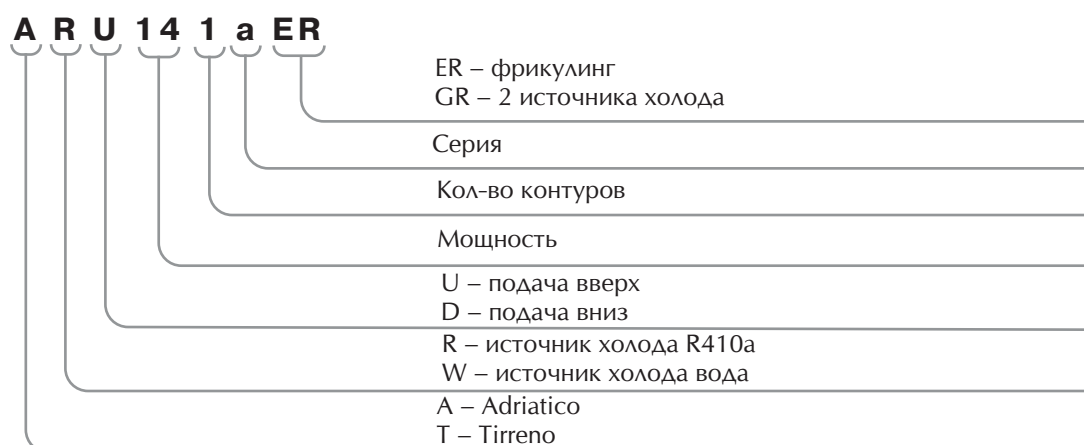 A R U 1 4 1 a E R
ER – фрикулинг
GR – 2 источника холода
Серия
Кол-во контуров
Мощность
U – подача вверх
D – подача вниз
R – источник холода R410a
W – источник холода вода
A – Adriatico
T – Tirreno